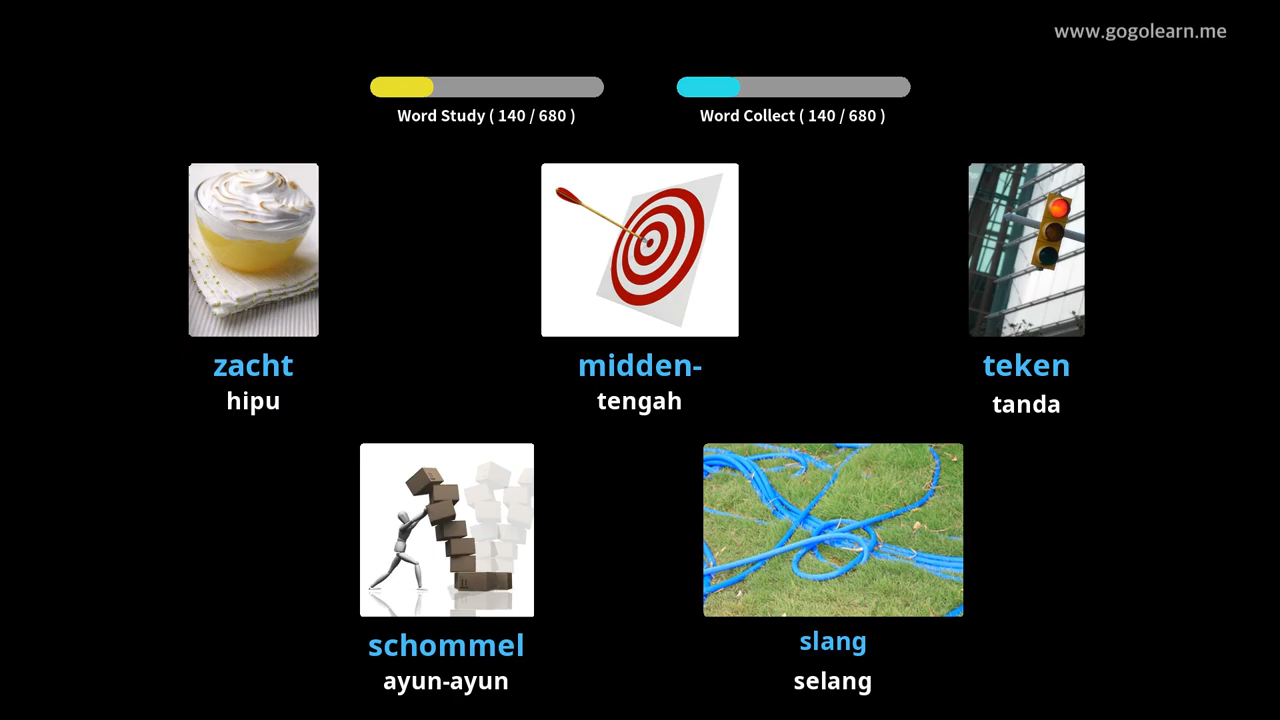 www.gogolearn.me
Word Study ( 140 / 680 )
Word Collect ( 140 / 680 )
zacht
hipu
midden-
tengah
teken
tanda
schommel
ayun-ayun
slang
selang